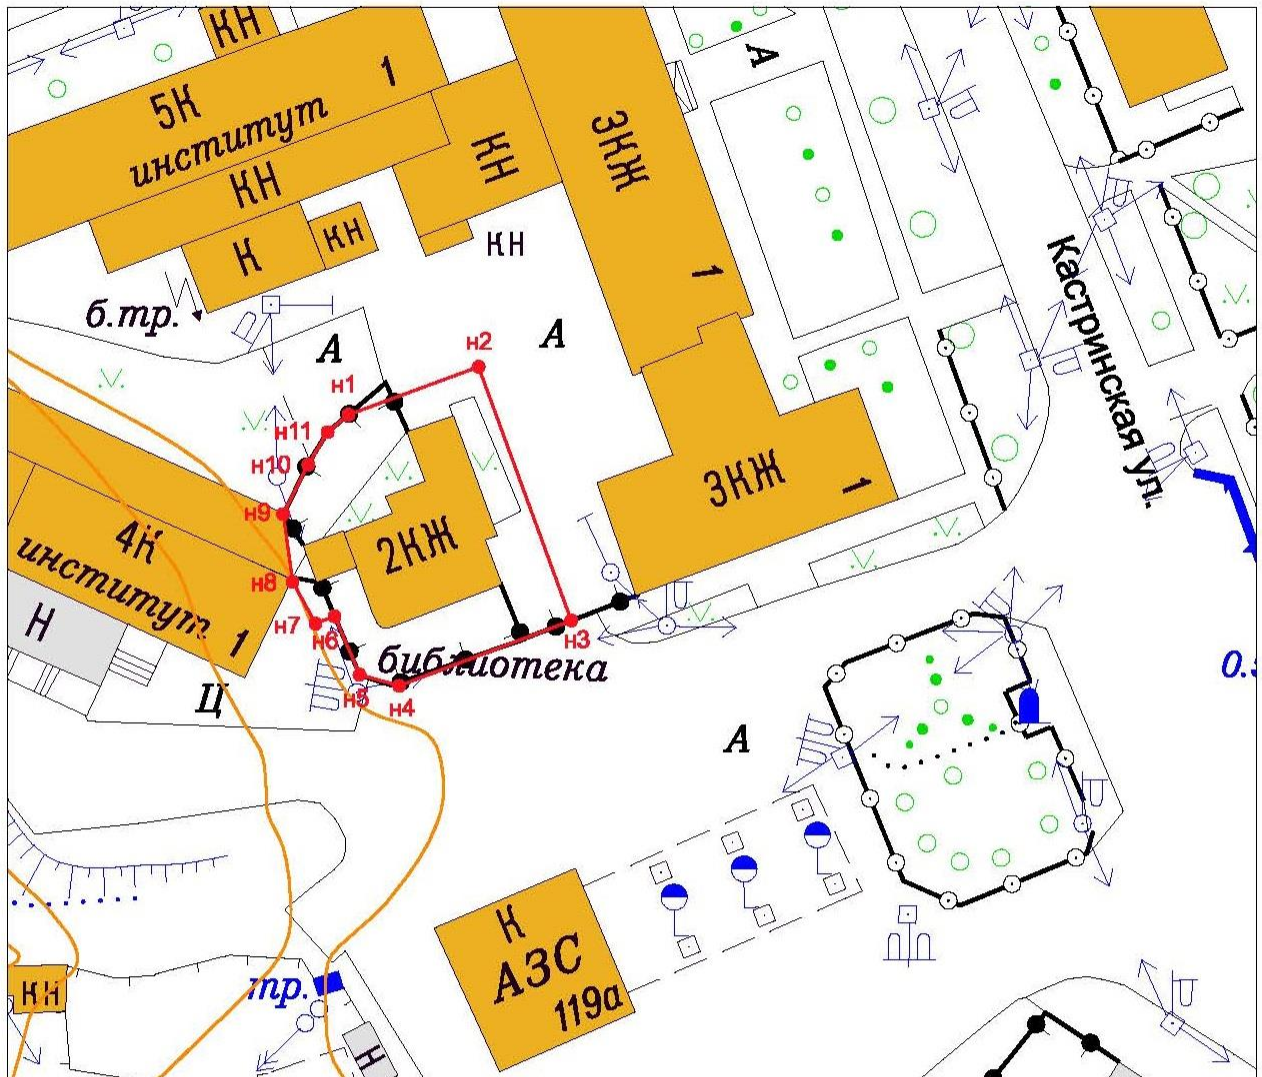 КН
А
1
5К
институт
3КЖ
КН
КН
КН
К
КН
1
б.тр.
А
А
н2
н1
Кастринская ул.
н11
н10
3КЖ
1
н9
4К
2КЖ
институт
н8
Н
1
н7
н6
н3
библиотека
0.
Ц
н5
н4
А
К
АЗС
119а
КН
тр.
Н